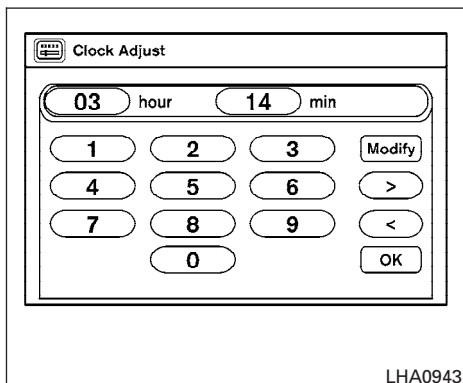 Clock Adjust
03 hour 14 min
1 2 3 Modify
4 5 6 >
7 8 9 <
0 OK
LHA0943